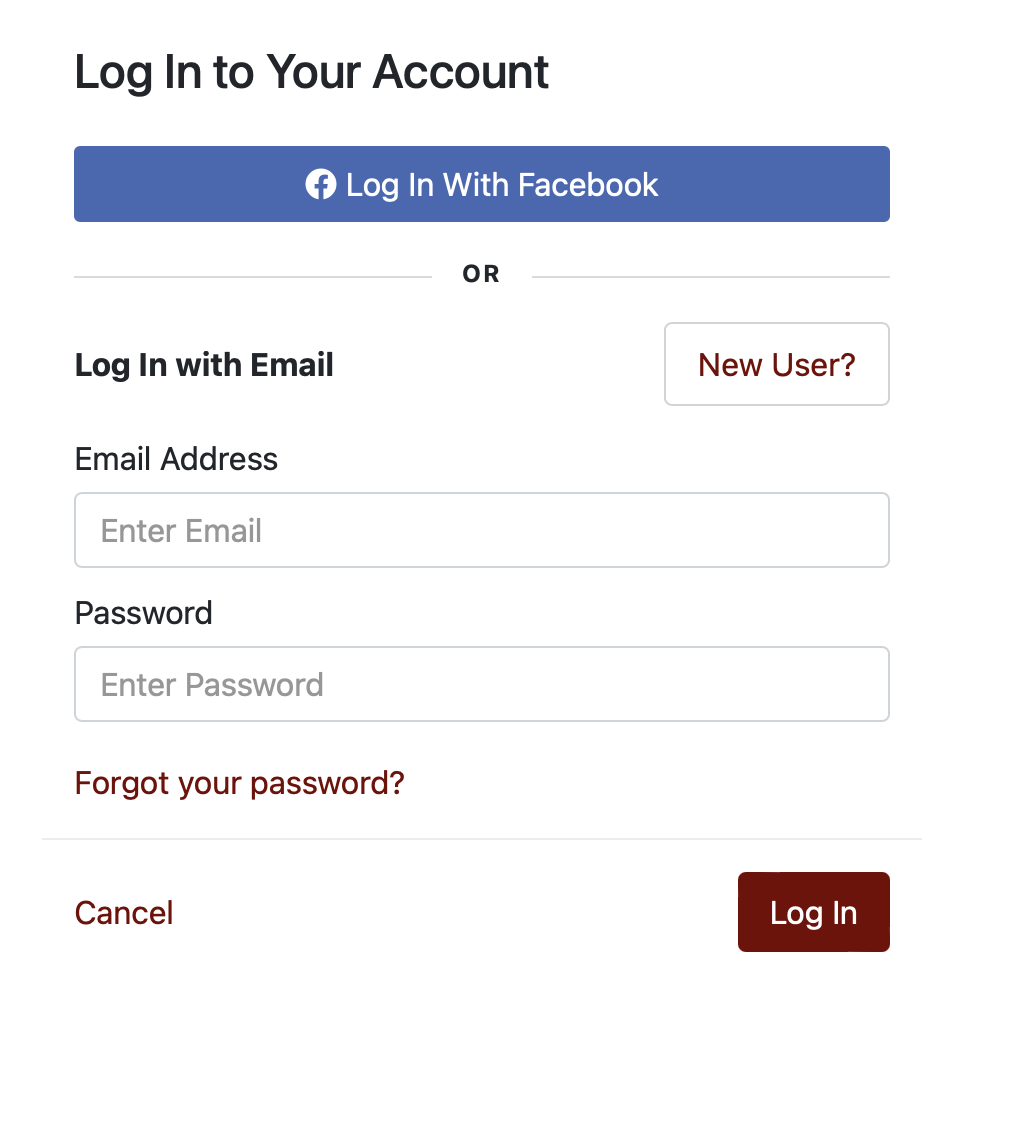 Log In to Your Account
Log In With Facebook
OR
Log In with Email
New User?
Email Address
Enter Email
Password
Enter Password
Forgot your password?
Cancel
Log In